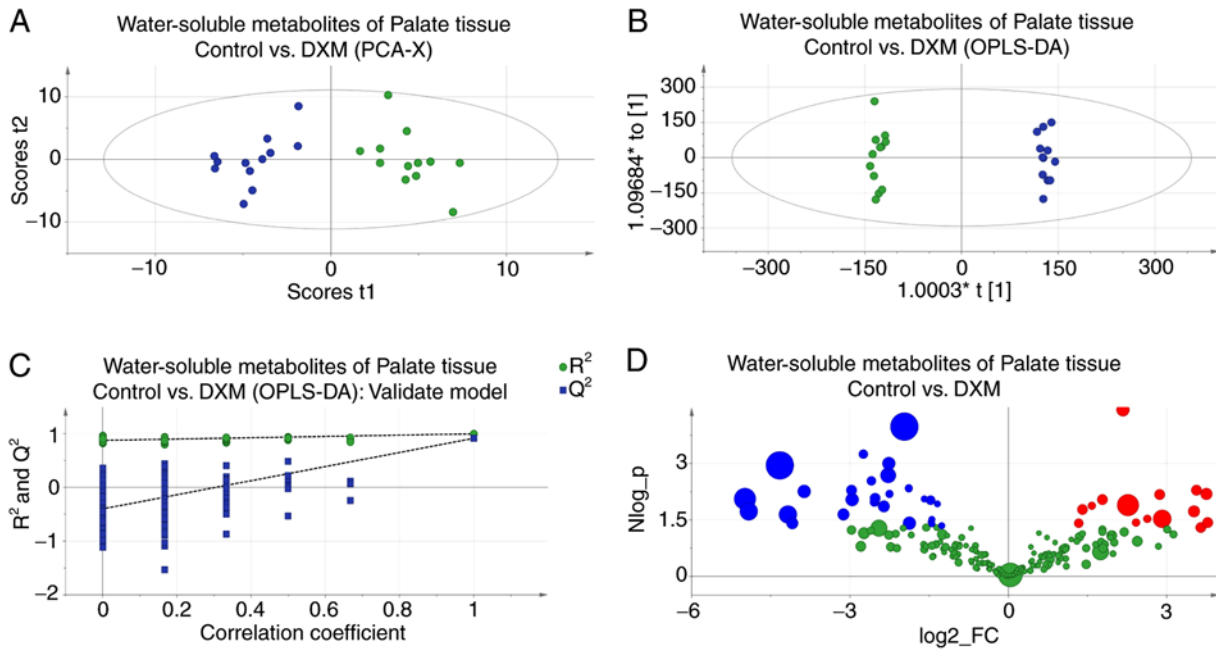 A
Water-soluble metabolites of Palate tissue
Control vs. DXM (PCA-X)
Scores t2
10
0
−10
−10
0
10
Scores t1
B
Water-soluble metabolites of Palate tissue
Control vs. DXM (OPLS-DA)
1.09684* to [1]
300
150
0
−150
−300
−300
−150
0
150
300
1.0003* t [1]
C
Water-soluble metabolites of Palate tissue
Control vs. DXM (OPLS-DA): Validate model
R²
Q²
R² and Q²
1
0
−1
−2
0
0.2
0.4
0.6
0.8
1
Correlation coefficient
D
Water-soluble metabolites of Palate tissue
Control vs. DXM
Nlog_p
3
1.5
0
−6
−3
0
3
log2_FC